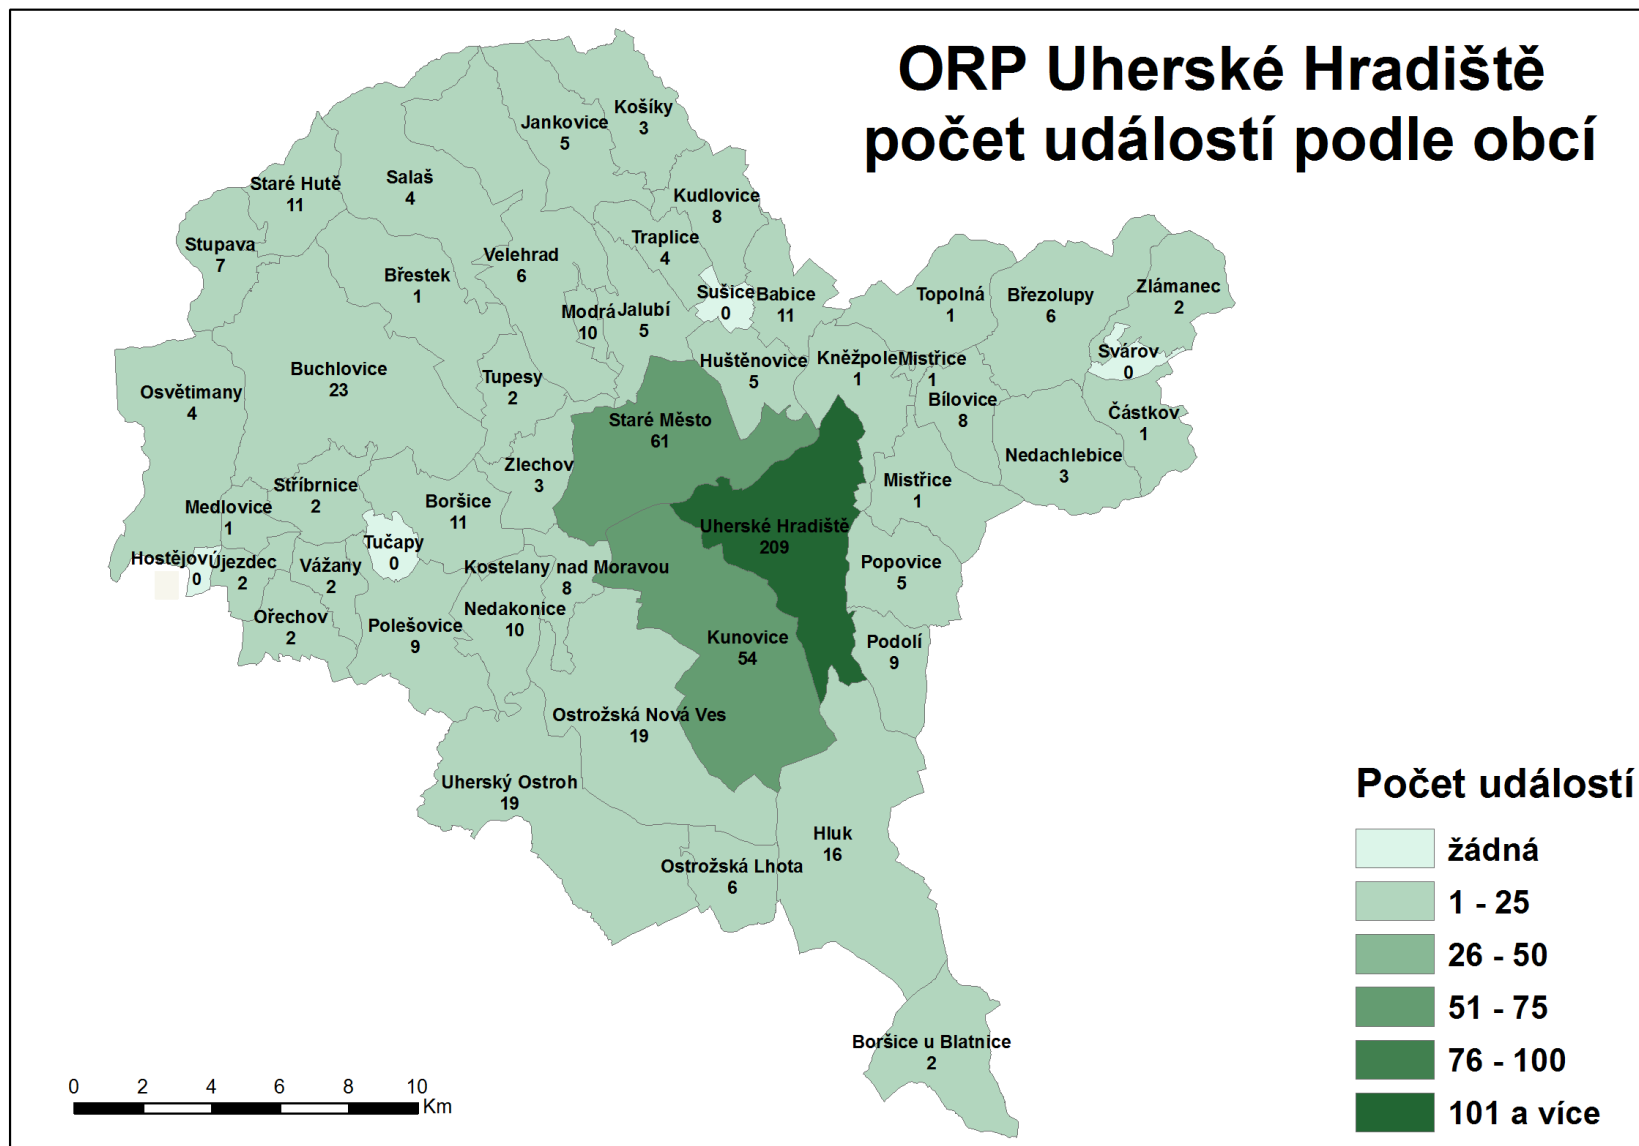 ORP Uherské Hradiště
počet událostí podle obcí
Košíky
3
Jankovice
5
Staré Hutě
11
Salaš
4
Kudlovice
8
Stupava
7
Velehrad
6
Traplice
4
Břestek
1
Sušice
0
Babice
11
Modrá
10
Jalubí
5
Topolná
1
Březolupy
6
Zlámanec
2
Svárov
0
Osvětimany
4
Buchlovice
23
Tupesy
2
Huštěnovice
5
Kněžpole
1
Mistřice
1
Bílovice
8
Částkov
1
Staré Město
61
Zlechov
3
Nedachlebice
3
Mistřice
1
Stříbrnice
2
Medlovice
1
Boršice
11
Uherské Hradiště
209
Tučapy
0
Hostějov
0
Újezdec
2
Vážany
2
Kostelany nad Moravou
8
Popovice
5
Ořechov
2
Polešovice
9
Nedakonice
10
Kunovice
54
Podolí
9
Ostrožská Nová Ves
19
Uherský Ostroh
19
Hluk
16
Ostrožská Lhota
6
Boršice u Blatnice
2
Počet událostí
žádná
1 - 25
26 - 50
51 - 75
76 - 100
101 a více
0 2 4 6 8 10
Km